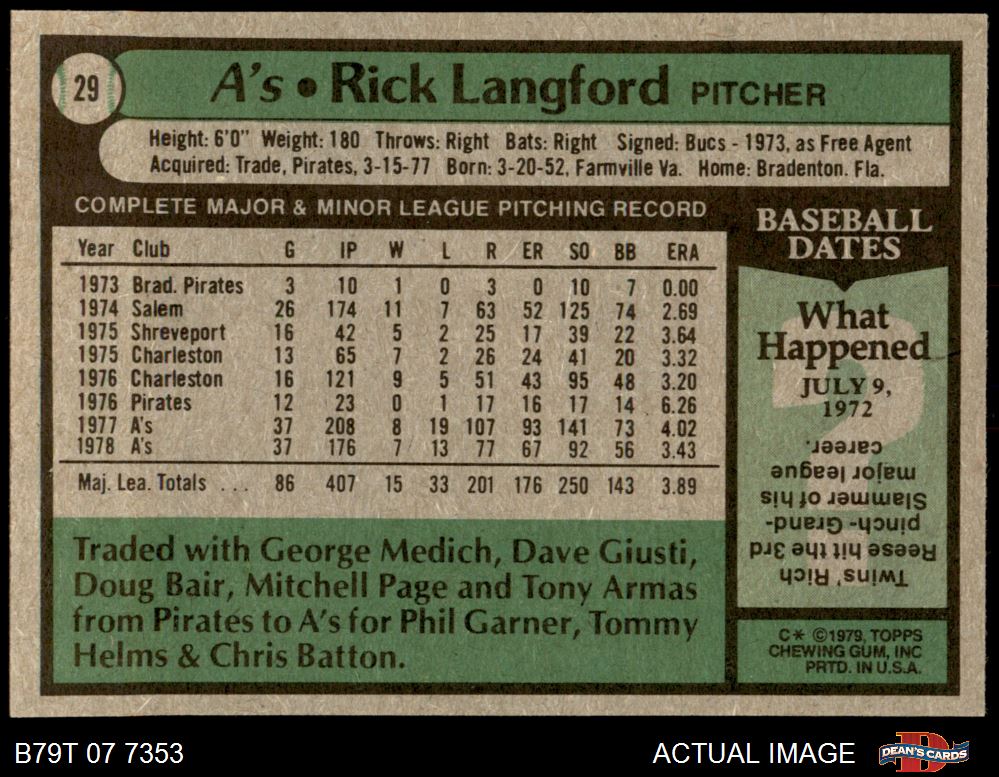 29
A's • Rick Langford PITCHER
Height: 6'0" Weight: 180 Throws: Right Bats: Right Signed: Bucs - 1973, as Free Agent
Acquired: Trade, Pirates, 3-15-77 Born: 3-20-52, Farmville Va. Home: Bradenton. Fla.
COMPLETE MAJOR & MINOR LEAGUE PITCHING RECORD
Year Club G IP W L R ER SO BB ERA
1973 Brad. Pirates 3 10 1 0 3 0 10 7 0.00
1974 Salem 26 174 11 7 63 52 125 74 2.69
1975 Shreveport 16 42 5 2 25 17 39 22 3.64
1975 Charleston 13 65 7 2 26 24 41 20 3.32
1976 Charleston 16 121 9 5 51 43 95 48 3.20
1976 Pirates 12 23 0 1 17 16 17 14 6.26
1977 A's 37 208 8 19 107 93 141 73 4.02
1978 A's 37 176 7 13 77 67 92 56 3.43
Maj. Lea. Totals ... 86 407 15 33 201 176 250 143 3.89
Traded with George Medich, Dave Giusti,
Doug Bair, Mitchell Page and Tony Armas
from Pirates to A's for Phil Garner, Tommy
Helms & Chris Batton.
BASEBALL
DATES
What
Happened
JULY 9,
1972
Twins' Rich
Reese hit the 3rd
pinch-Grand-
Slammer of his
major league
career.
C* ©1979, TOPPS
CHEWING GUM, INC
PRTD. IN U.S.A.
B79T 07 7353
ACTUAL IMAGE
DEAN'S CARDS